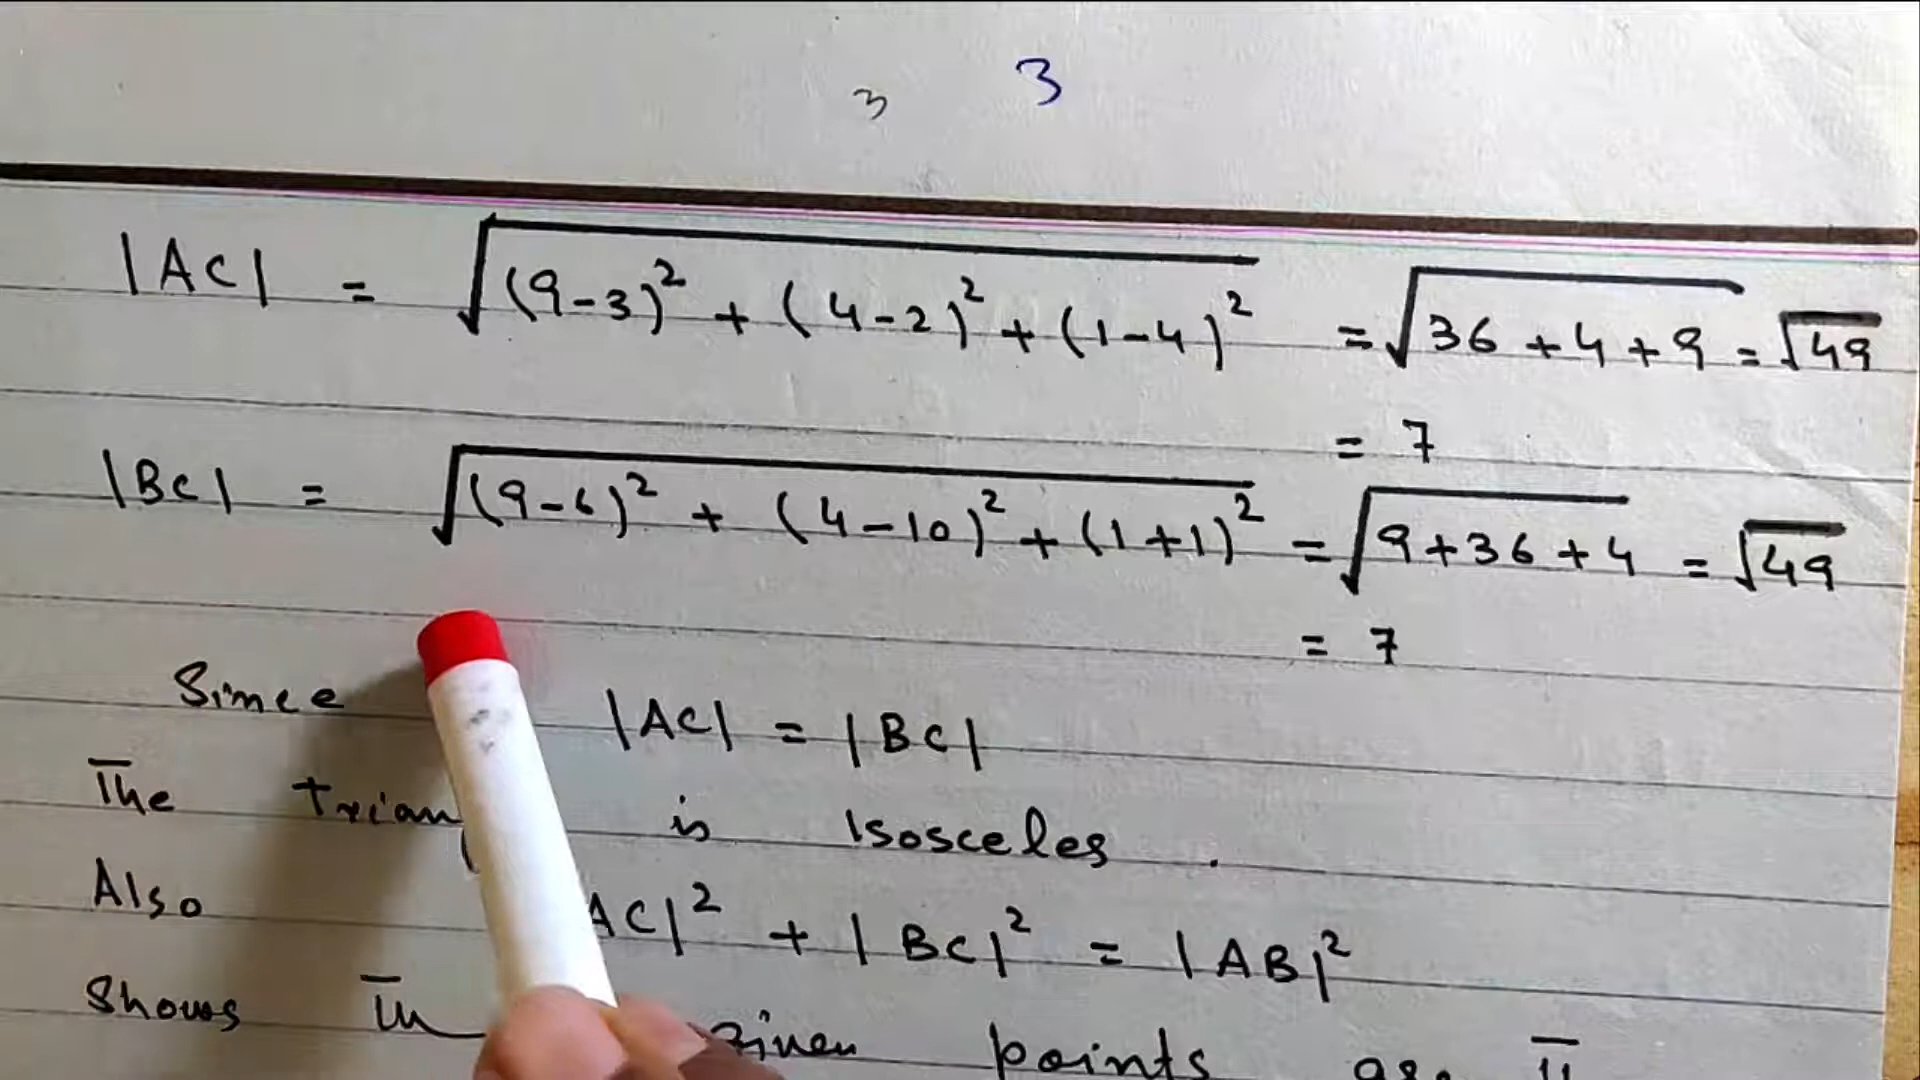 3 3
|AC| = √(9-3)² + (4-2)² + (1-4)² = √36+4+9 = √49
= 7
|BC| = √(9-6)² + (4-10)² + (1+1)² = √9+36+4 = √49
= 7
Since |AC| = |BC|
The is Isosceles.
Also AC|² + |BC|² = |AB|²
Shows given points